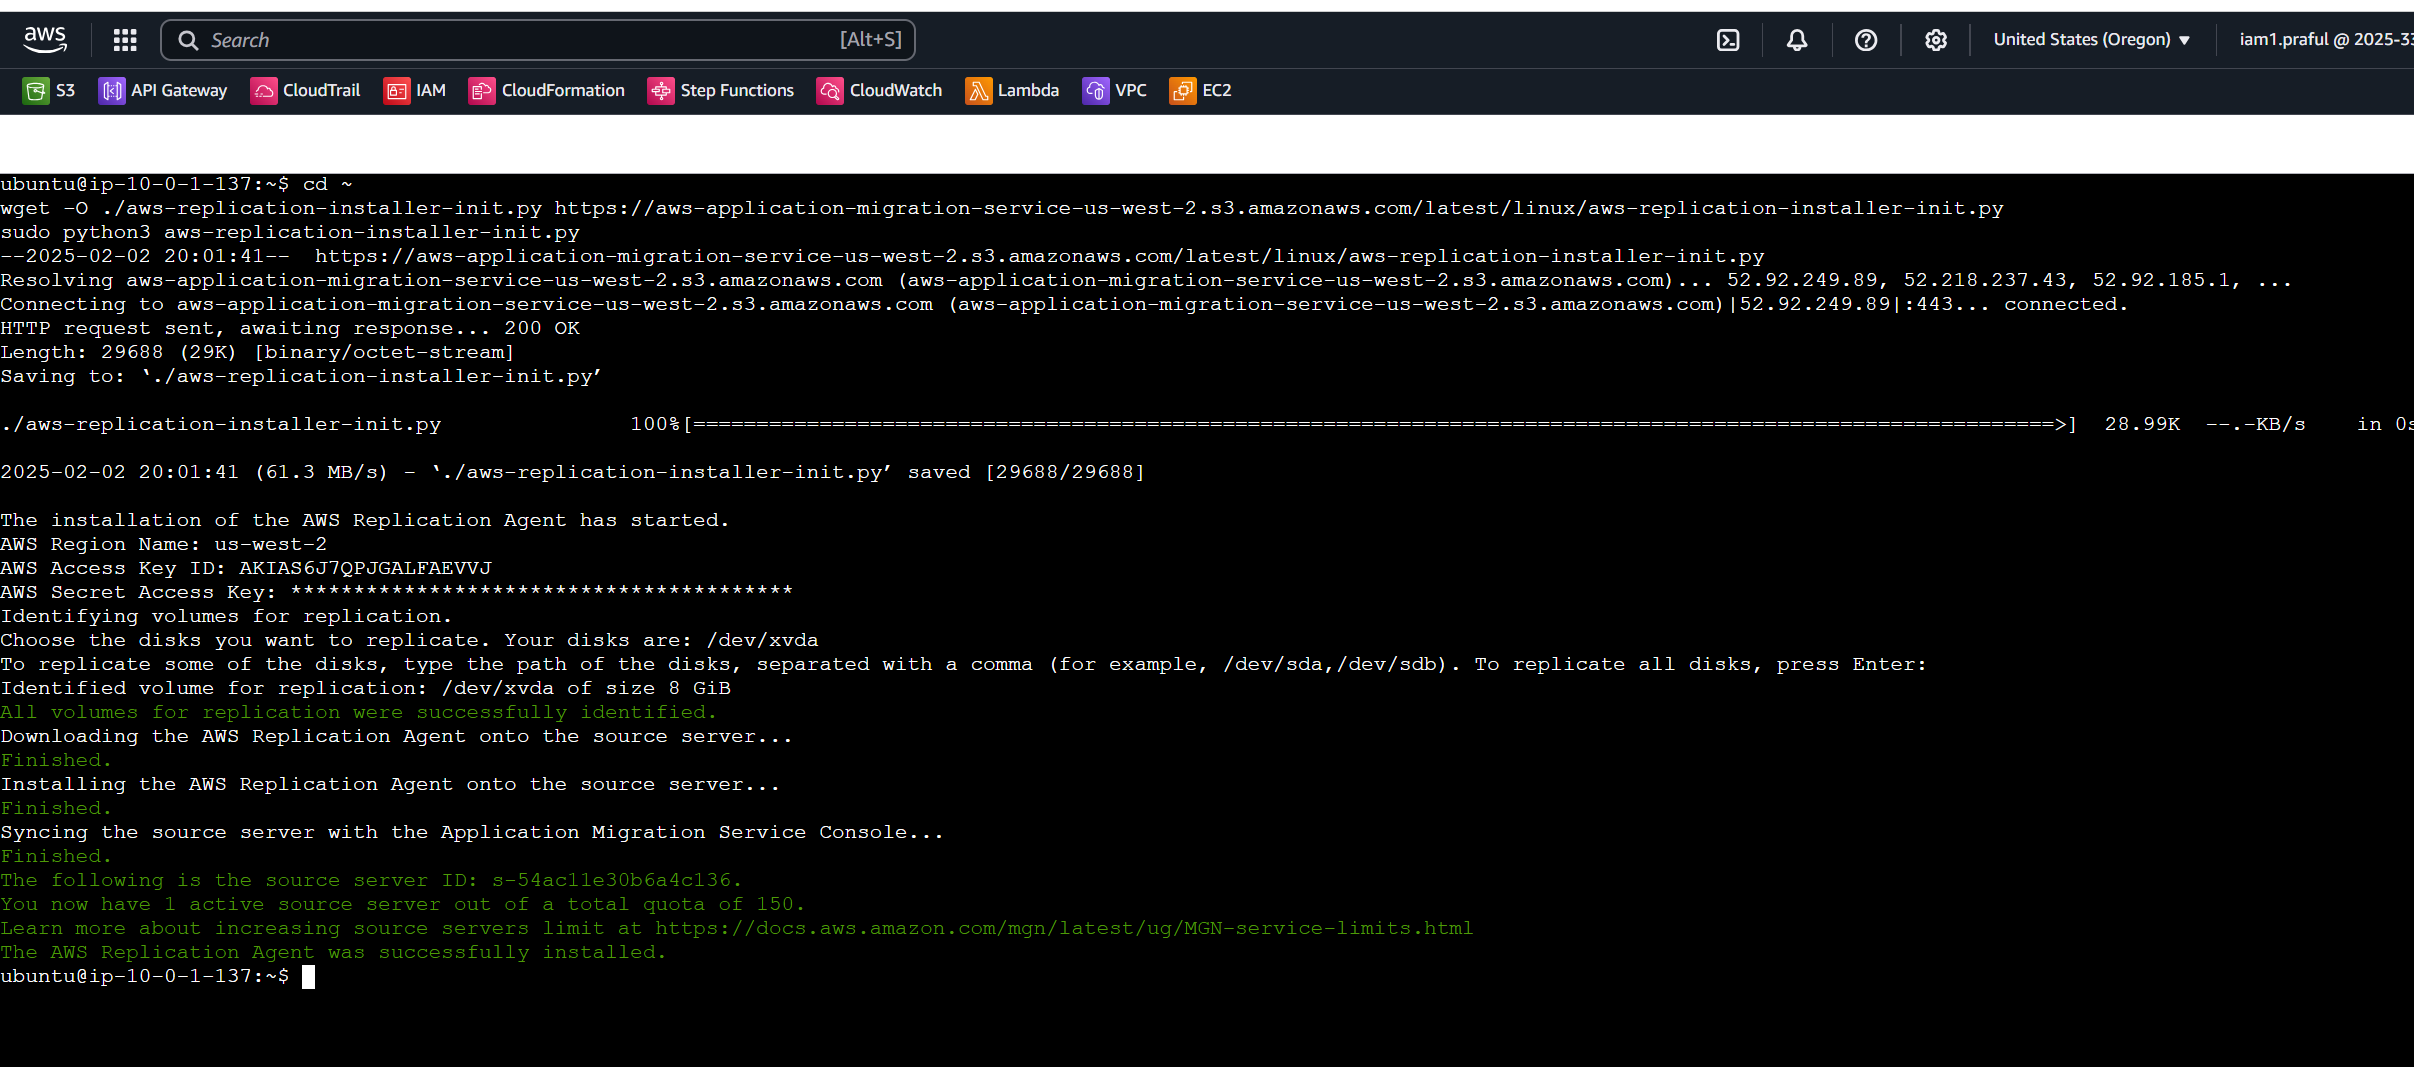 aws
Search
[Alt+S]
United States (Oregon)
iam1.praful @ 2025-33
S3
API Gateway
CloudTrail
IAM
CloudFormation
Step Functions
CloudWatch
Lambda
VPC
EC2
ubuntu@ip-10-0-1-137:~$ cd ~
wget -O ./aws-replication-installer-init.py https://aws-application-migration-service-us-west-2.s3.amazonaws.com/latest/linux/aws-replication-installer-init.py
sudo python3 aws-replication-installer-init.py
--2025-02-02 20:01:41--  https://aws-application-migration-service-us-west-2.s3.amazonaws.com/latest/linux/aws-replication-installer-init.py
Resolving aws-application-migration-service-us-west-2.s3.amazonaws.com (aws-application-migration-service-us-west-2.s3.amazonaws.com)... 52.92.249.89, 52.218.237.43, 52.92.185.1, ...
Connecting to aws-application-migration-service-us-west-2.s3.amazonaws.com (aws-application-migration-service-us-west-2.s3.amazonaws.com)|52.92.249.89|:443... connected.
HTTP request sent, awaiting response... 200 OK
Length: 29688 (29K) [binary/octet-stream]
Saving to: ‘./aws-replication-installer-init.py’
./aws-replication-installer-init.py 100%[============================================================================================================>] 28.99K --.-KB/s in 0s
2025-02-02 20:01:41 (61.3 MB/s) - ‘./aws-replication-installer-init.py’ saved [29688/29688]
The installation of the AWS Replication Agent has started.
AWS Region Name: us-west-2
AWS Access Key ID: AKIAS6J7QPJGALFAEVVJ
AWS Secret Access Key: ****************************************
Identifying volumes for replication.
Choose the disks you want to replicate. Your disks are: /dev/xvda
To replicate some of the disks, type the path of the disks, separated with a comma (for example, /dev/sda,/dev/sdb). To replicate all disks, press Enter:
Identified volume for replication: /dev/xvda of size 8 GiB
All volumes for replication were successfully identified.
Downloading the AWS Replication Agent onto the source server...
Finished.
Installing the AWS Replication Agent onto the source server...
Finished.
Syncing the source server with the Application Migration Service Console...
Finished.
The following is the source server ID: s-54ac11e30b6a4c136.
You now have 1 active source server out of a total quota of 150.
Learn more about increasing source servers limit at https://docs.aws.amazon.com/mgn/latest/ug/MGN-service-limits.html
The AWS Replication Agent was successfully installed.
ubuntu@ip-10-0-1-137:~$